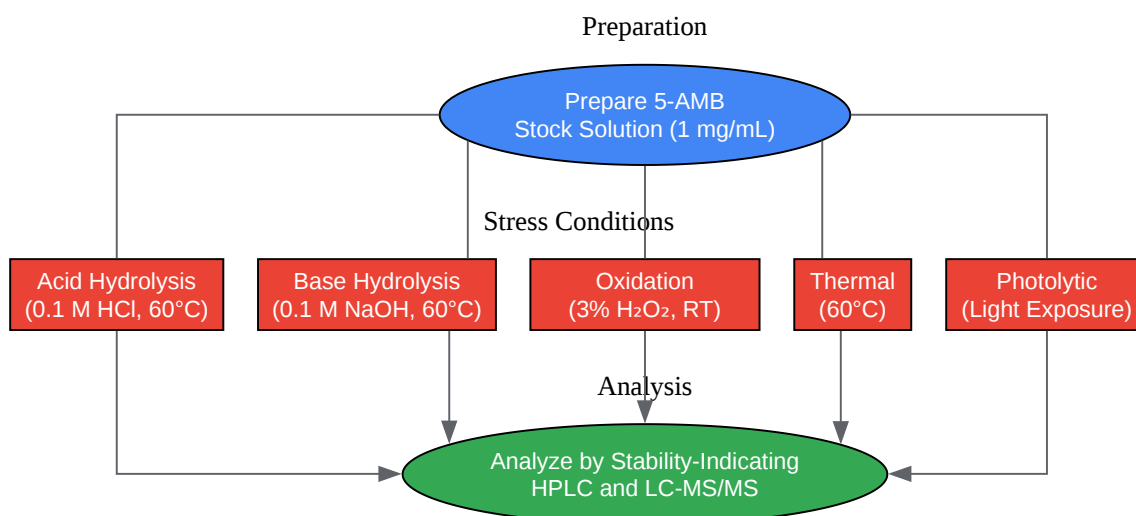 Preparation
Prepare 5-AMB
Stock Solution (1 mg/mL)
Stress Conditions
Acid Hydrolysis
(0.1 M HCl, 60°C)
Base Hydrolysis
(0.1 M NaOH, 60°C)
Oxidation
(3% H₂O₂, RT)
Thermal
(60°C)
Photolytic
(Light Exposure)
Analysis
Analyze by Stability-Indicating
HPLC and LC-MS/MS